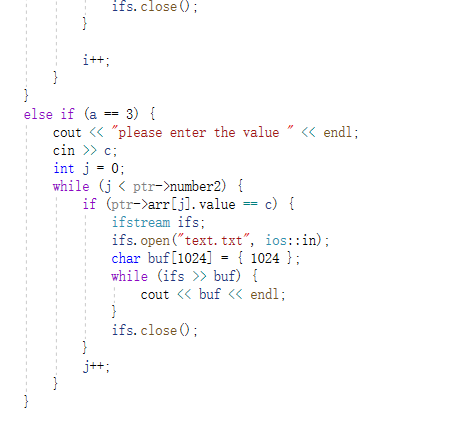 ifs.close();
}
i++;
}
}
else if (a == 3) {
cout << "please enter the value " << endl;
cin >> c;
int j = 0;
while (j < ptr->number2) {
if (ptr->arr[j].value == c) {
ifstream ifs;
ifs.open("text.txt", ios::in);
char buf[1024] = { 1024 };
while (ifs >> buf) {
cout << buf << endl;
}
ifs.close();
}
j++;
}
}